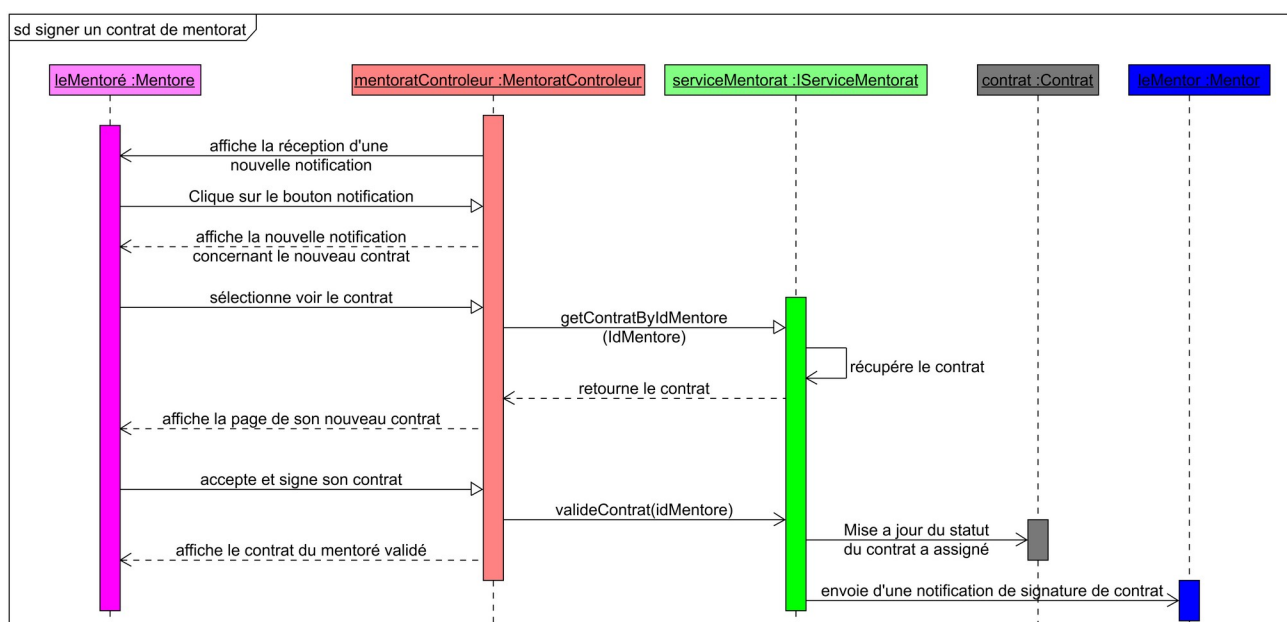 sd signer un contrat de mentorat
leMentoré :Mentore
mentoratControleur :MentoratControleur
serviceMentorat :IServiceMentorat
contrat :Contrat
leMentor :Mentor
affiche la réception d'une
nouvelle notification
Clique sur le bouton notification
affiche la nouvelle notification
concernant le nouveau contrat
sélectionne voir le contrat
getContratByIdMentore
(IdMentore)
récupére le contrat
retourne le contrat
affiche la page de son nouveau contrat
accepte et signe son contrat
valideContrat(idMentore)
Mise a jour du statut
du contrat a assigné
affiche le contrat du mentoré validé
envoie d'une notification de signature de contrat